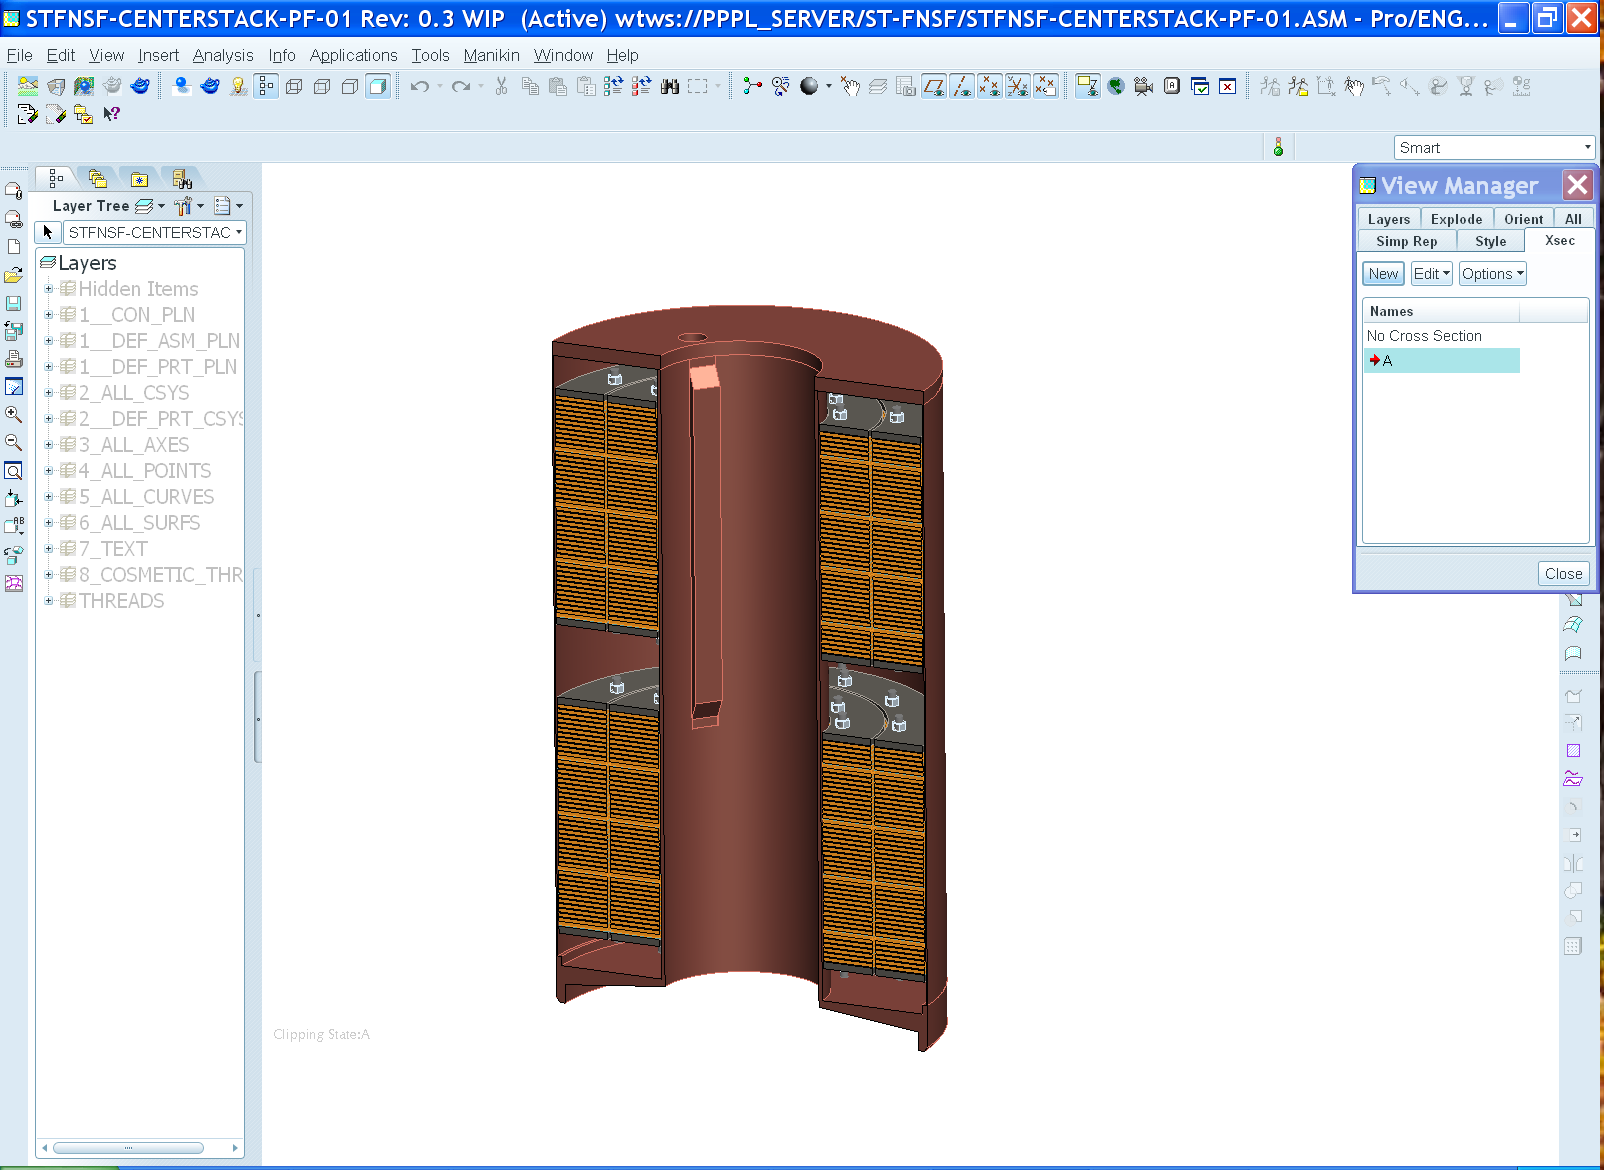 STFNSF-CENTERSTACK-PF-01 Rev: 0.3 WIP (Active) wtws://PPPL_SERVER/ST-FNSF/STFNSF-CENTERSTACK-PF-01.ASM - Pro/ENG...
File Edit View Insert Analysis Info Applications Tools Manikin Window Help
Smart
Layer Tree
STFNSF-CENTERSTAC
Layers
Hidden Items
1__CON_PLN
1__DEF_ASM_PLN
1__DEF_PRT_PLN
2_ALL_CSYS
2__DEF_PRT_CSYS
3_ALL_AXES
4_ALL_POINTS
5_ALL_CURVES
6_ALL_SURFS
7_TEXT
8_COSMETIC_THR
THREADS
Clipping State:A
View Manager
Layers Explode Orient All
Simp Rep Style Xsec
New Edit Options
Names
No Cross Section
A
Close